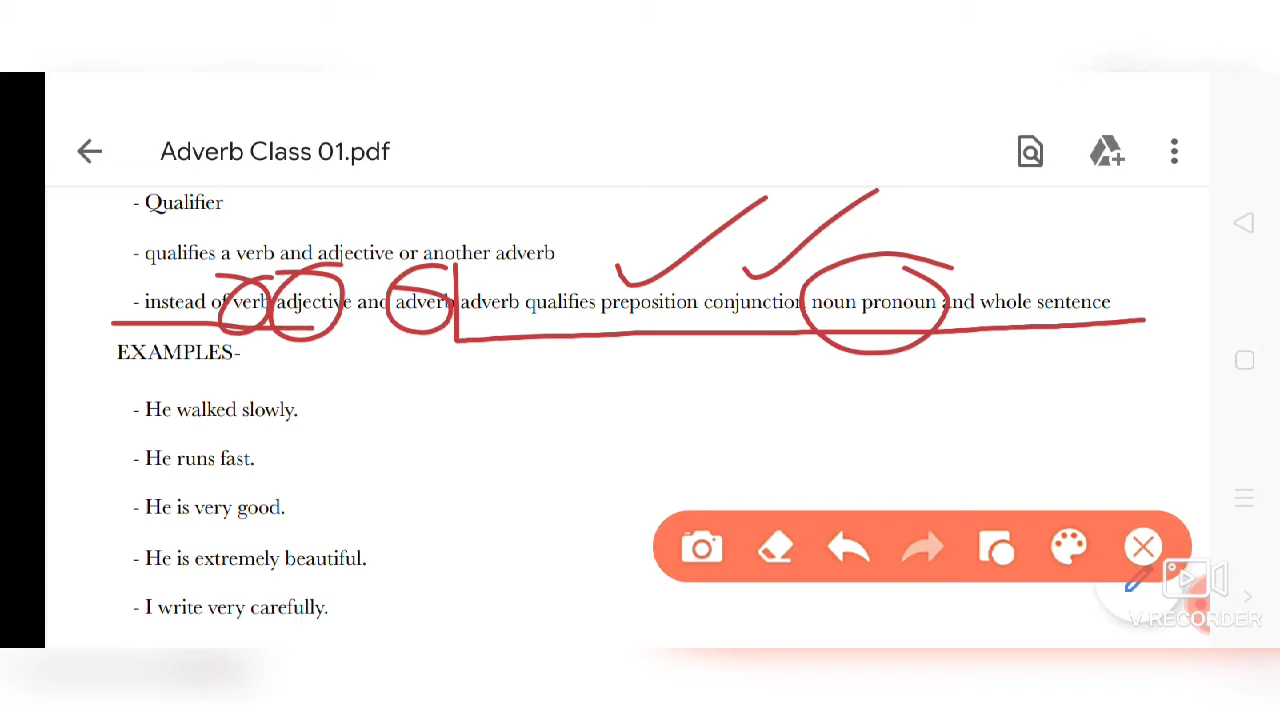 Adverb Class 01.pdf
- Qualifier
- qualifies a verb and adjective or another adverb
- instead of verb adjective and adverb adverb qualifies preposition conjunction noun pronoun and whole sentence
EXAMPLES-
- He walked slowly.
- He runs fast.
- He is very good.
- He is extremely beautiful.
- I write very carefully.
V RECORDER